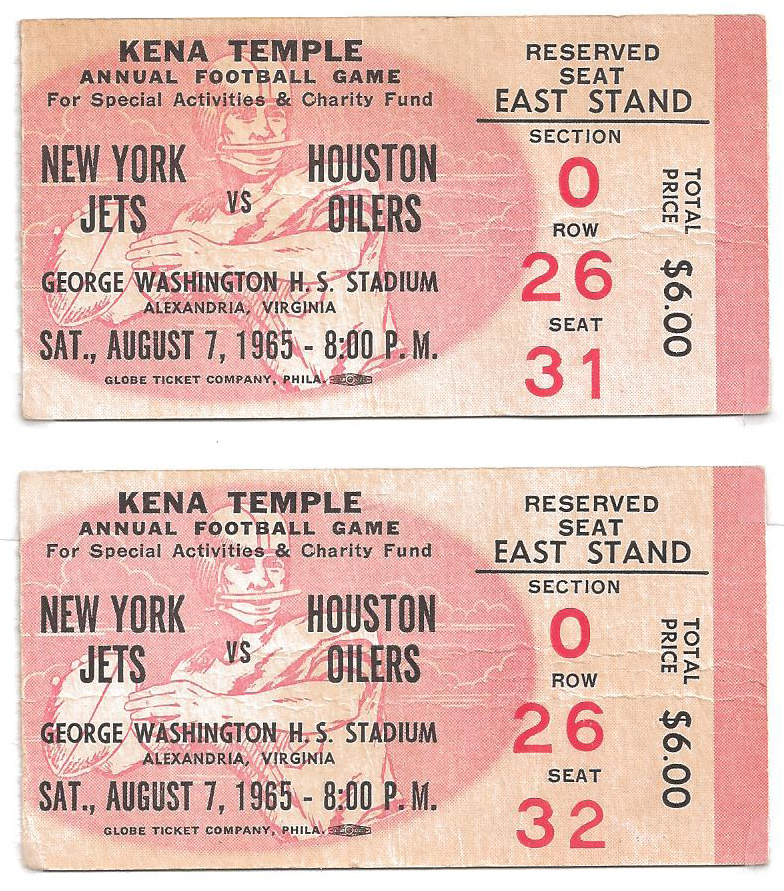 KENA TEMPLE
ANNUAL FOOTBALL GAME
For Special Activities & Charity Fund
NEW YORK JETS
VS
HOUSTON OILERS
GEORGE WASHINGTON H.S. STADIUM
ALEXANDRIA, VIRGINIA
SAT., AUGUST 7, 1965 - 8:00 P.M.
GLOBE TICKET COMPANY, PHILA.
RESERVED
SEAT
EAST STAND
SECTION
0
ROW
26
SEAT
31
TOTAL
PRICE
$6.00
KENA TEMPLE
ANNUAL FOOTBALL GAME
For Special Activities & Charity Fund
NEW YORK JETS
VS
HOUSTON OILERS
GEORGE WASHINGTON H.S. STADIUM
ALEXANDRIA, VIRGINIA
SAT., AUGUST 7, 1965 - 8:00 P.M.
GLOBE TICKET COMPANY, PHILA.
RESERVED
SEAT
EAST STAND
SECTION
0
ROW
26
SEAT
32
TOTAL
PRICE
$6.00